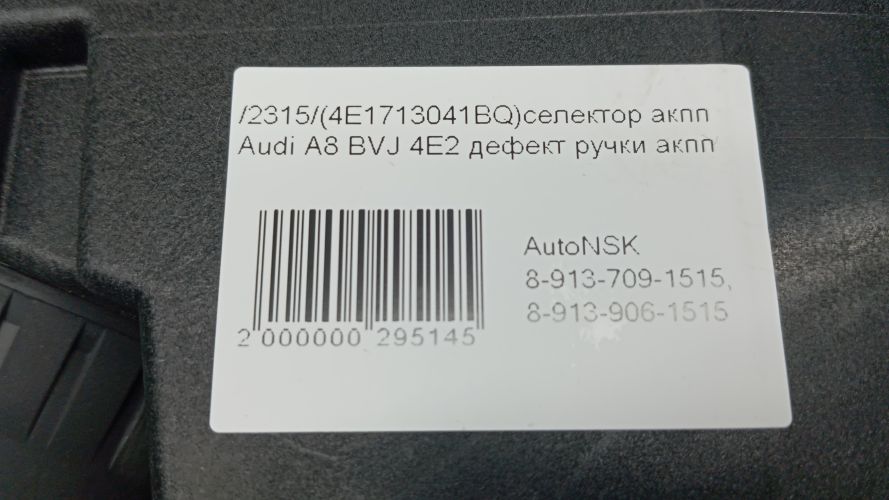 /2315/(4E1713041BQ)селектор акпп
Audi A8 BVJ 4E2 дефект ручки акпп
AutoNSK
8-913-709-1515,
8-913-906-1515
2 000000 295145